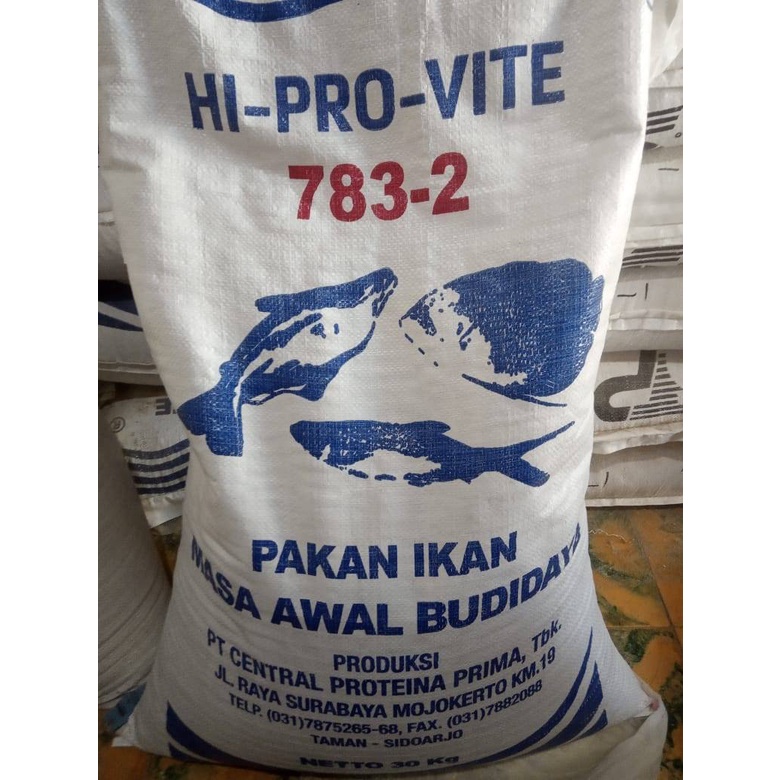 HI-PRO-VITE
783-2
PAKAN IKAN
MASA AWAL BUDIDAYA
PRODUKSI
PT CENTRAL PROTEINA PRIMA, Tbk.
JL. RAYA SURABAYA MOJOKERTO KM.19
TELP. (031)7875265-68, FAX. (031)7882088
TAMAN - SIDOARJO
NETTO 30 Kg